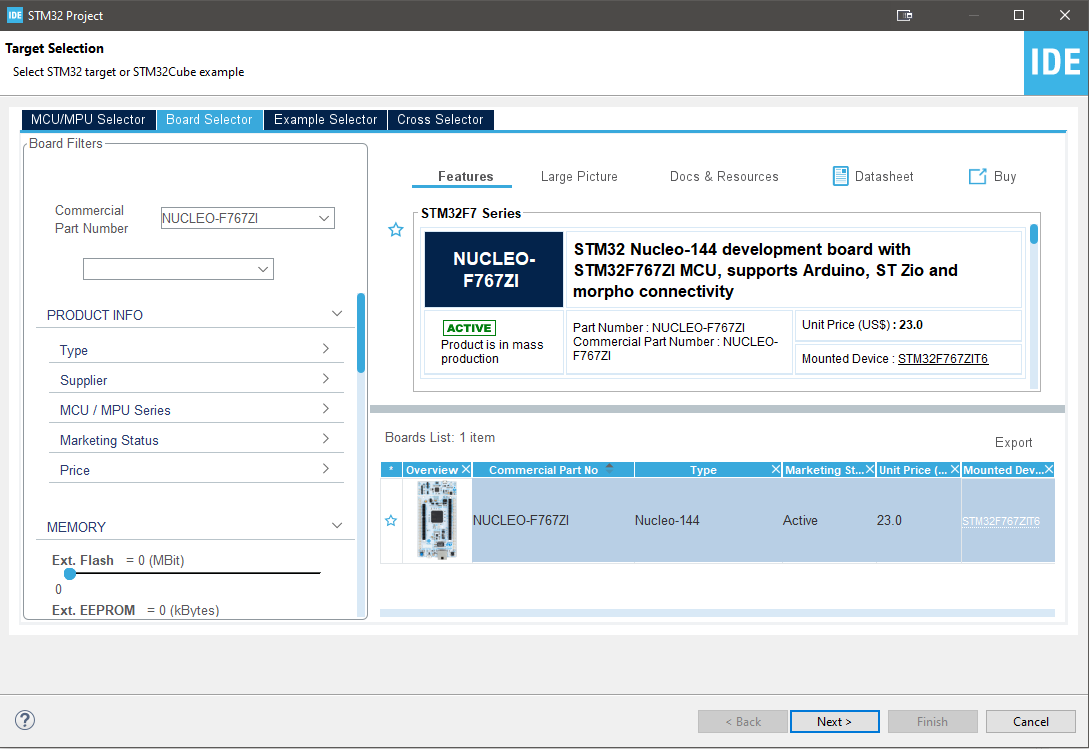 IDE STM32 Project
Target Selection
Select STM32 target or STM32Cube example
IDE
MCU/MPU Selector Board Selector Example Selector Cross Selector
Board Filters
Commercial
Part Number
NUCLEO-F767ZI
PRODUCT INFO
Type
Supplier
MCU / MPU Series
Marketing Status
Price
MEMORY
Ext. Flash = 0 (MBit)
0
Ext. EEPROM = 0 (kBytes)
Features Large Picture Docs & Resources Datasheet Buy
STM32F7 Series
NUCLEO-
F767ZI
STM32 Nucleo-144 development board with
STM32F767ZI MCU, supports Arduino, ST Zio and
morpho connectivity
ACTIVE
Product is in mass
production
Part Number : NUCLEO-F767ZI
Commercial Part Number : NUCLEO-
F767ZI
Unit Price (US$) : 23.0
Mounted Device : STM32F767ZIT6
Boards List: 1 item
Export
* Overview Commercial Part No Type Marketing St... Unit Price (... Mounted Dev...
NUCLEO-F767ZI Nucleo-144 Active 23.0 STM32F767ZIT6
? < Back Next > Finish Cancel